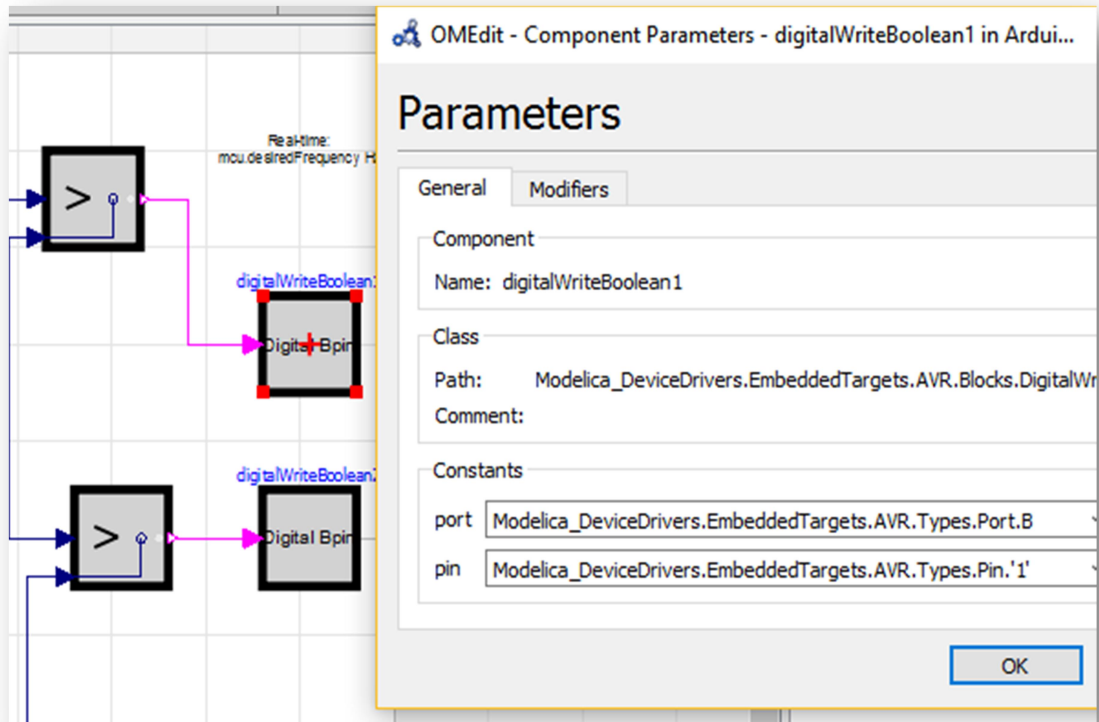 OMEdit - Component Parameters - digitalWriteBoolean1 in Ardui...
Parameters
General
Modifiers
Component
Name: digitalWriteBoolean1
Class
Path: Modelica_DeviceDrivers.EmbeddedTargets.AVR.Blocks.DigitalWr
Comment:
Constants
port Modelica_DeviceDrivers.EmbeddedTargets.AVR.Types.Port.B
pin Modelica_DeviceDrivers.EmbeddedTargets.AVR.Types.Pin.'1'
OK
Real-time:
mcu.desiredFrequency H
>
digitalWriteBoolean1
Digital Bpin
digitalWriteBoolean2
>
Digital Bpin